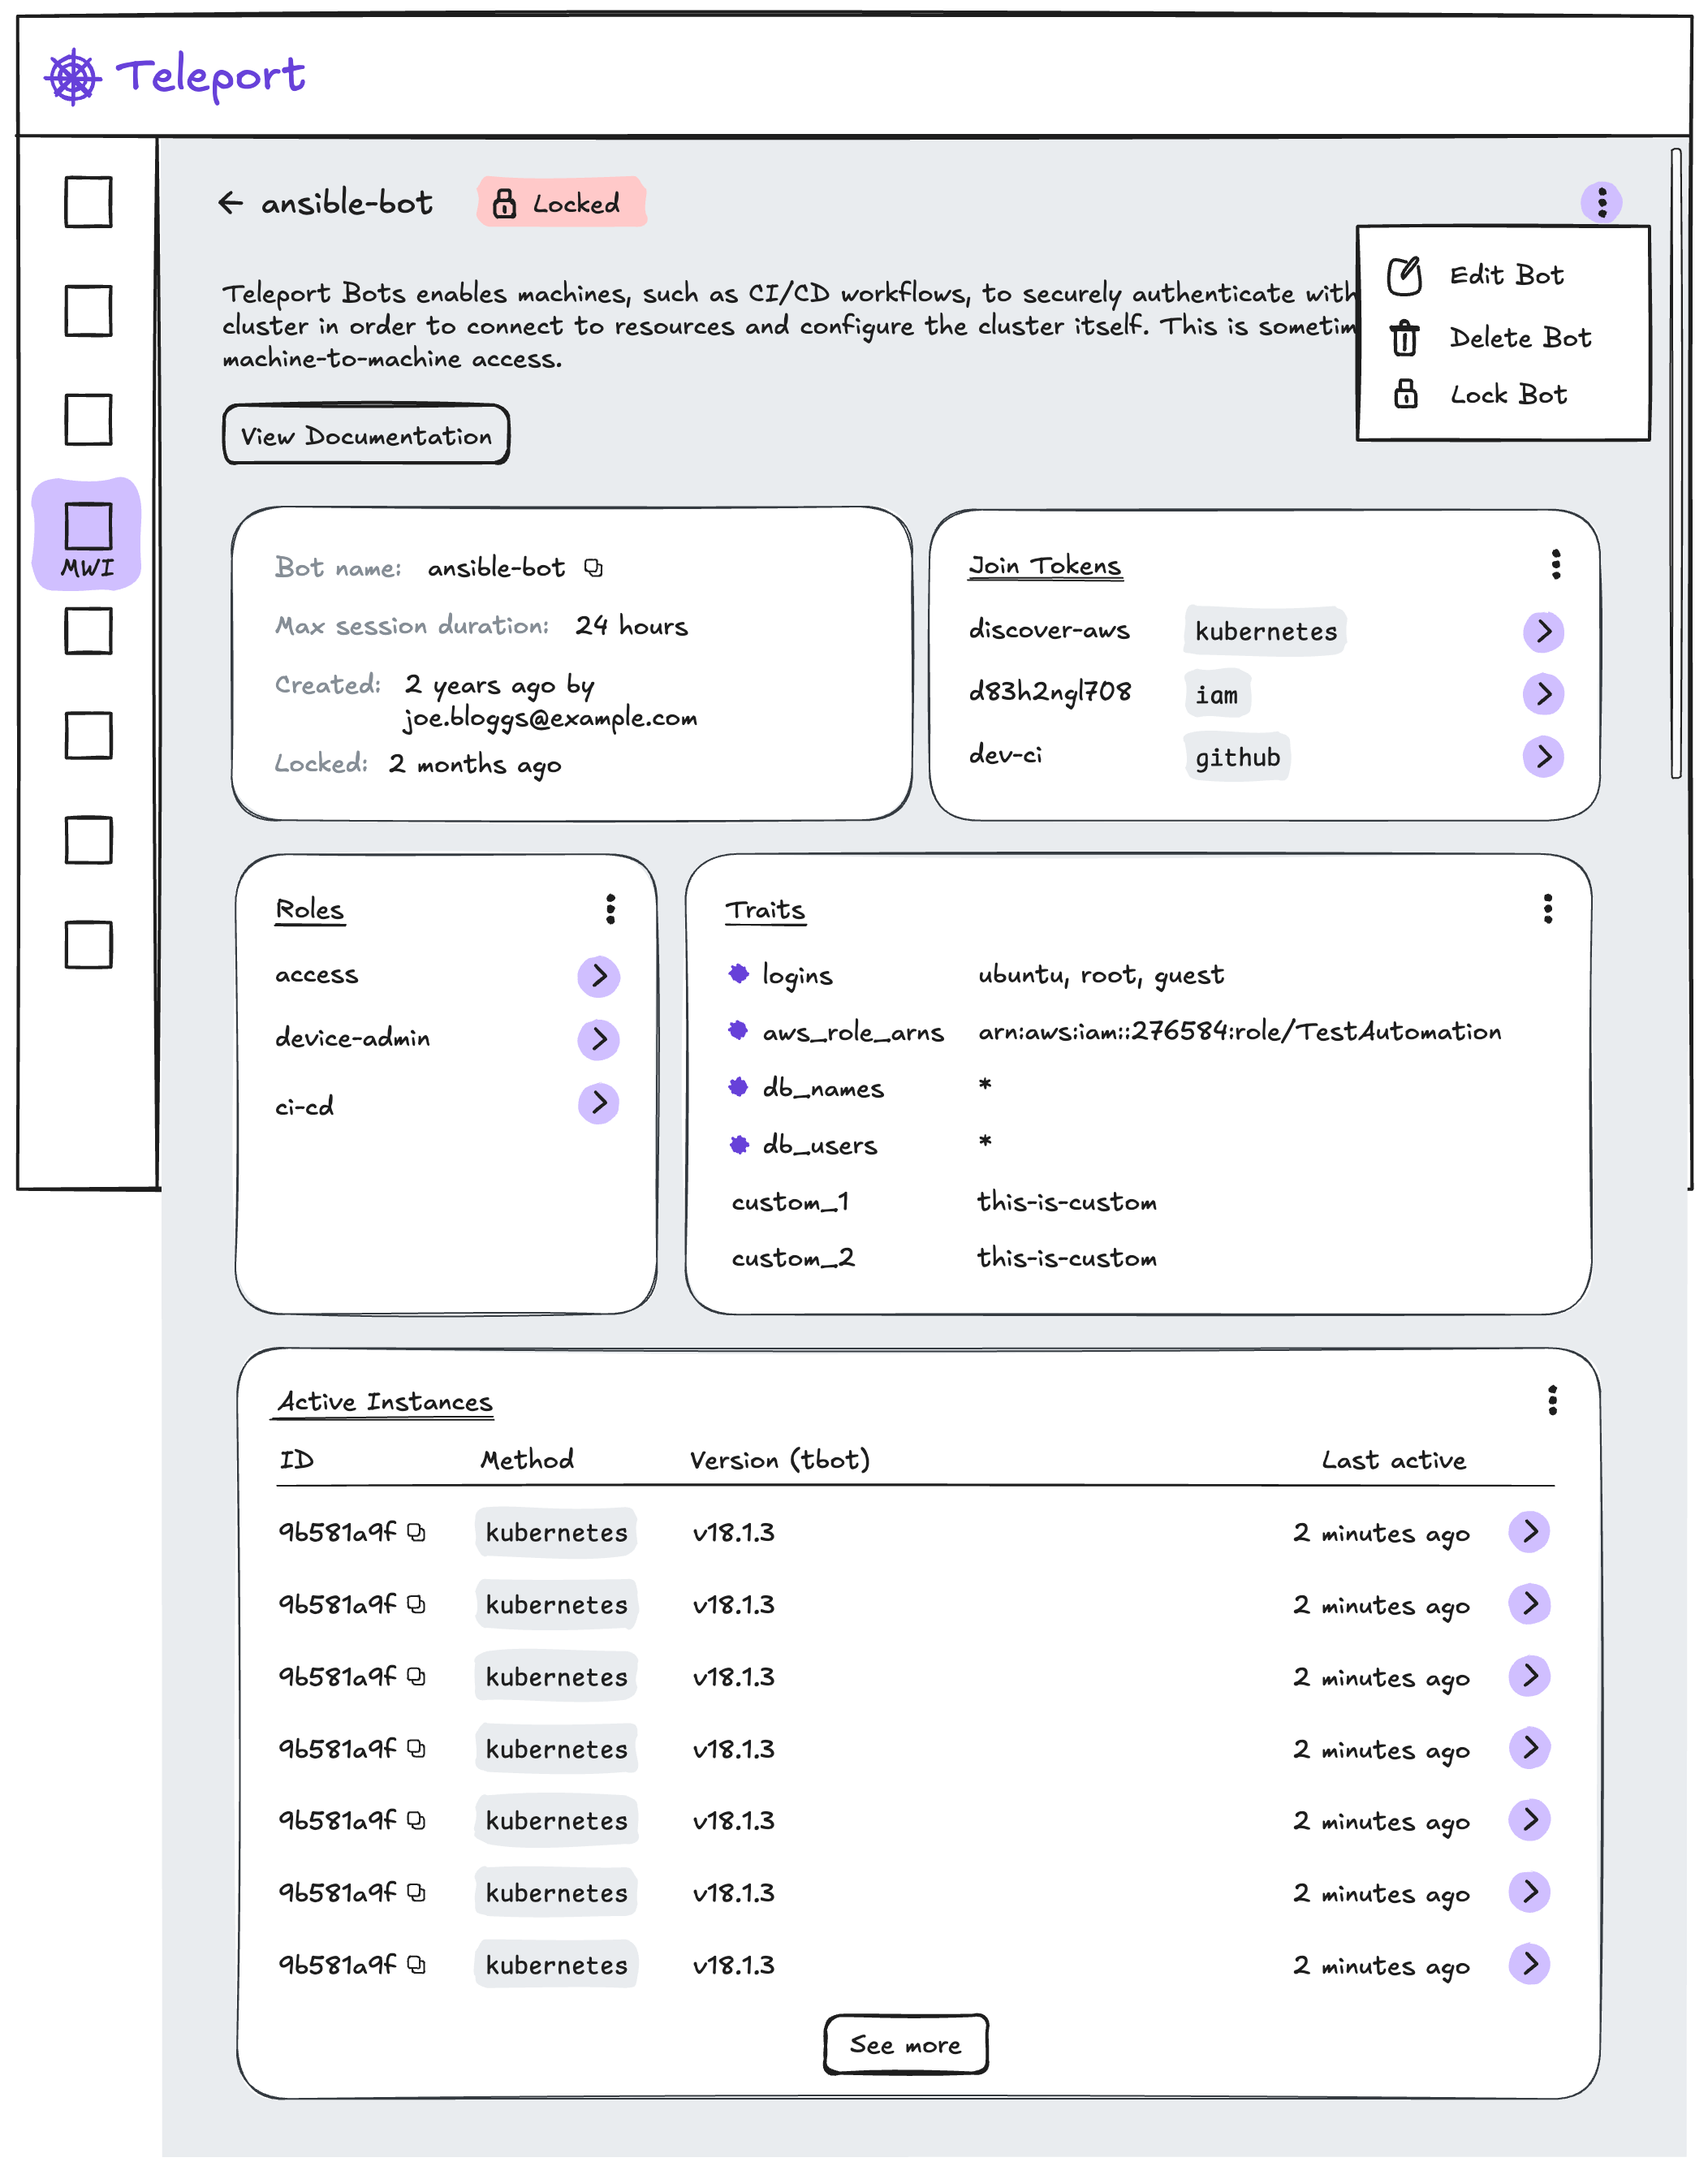 Teleport
ansible-bot
Locked
Edit Bot
Delete Bot
Lock Bot
Teleport Bots enables machines, such as CI/CD workflows, to securely authenticate with
cluster in order to connect to resources and configure the cluster itself. This is sometim
machine-to-machine access.
View Documentation
MWI
Bot name: ansible-bot
Max session duration: 24 hours
Created: 2 years ago by
joe.bloggs@example.com
Locked: 2 months ago
Join Tokens
discover-aws kubernetes
d83h2ngl708 iam
dev-ci github
Roles
access
device-admin
ci-cd
Traits
logins ubuntu, root, guest
aws_role_arns arn:aws:iam::276584:role/TestAutomation
db_names *
db_users *
custom_1 this-is-custom
custom_2 this-is-custom
Active Instances
ID Method Version (tbot) Last active
9b581a9f kubernetes v18.1.3 2 minutes ago
9b581a9f kubernetes v18.1.3 2 minutes ago
9b581a9f kubernetes v18.1.3 2 minutes ago
9b581a9f kubernetes v18.1.3 2 minutes ago
9b581a9f kubernetes v18.1.3 2 minutes ago
9b581a9f kubernetes v18.1.3 2 minutes ago
9b581a9f kubernetes v18.1.3 2 minutes ago
See more